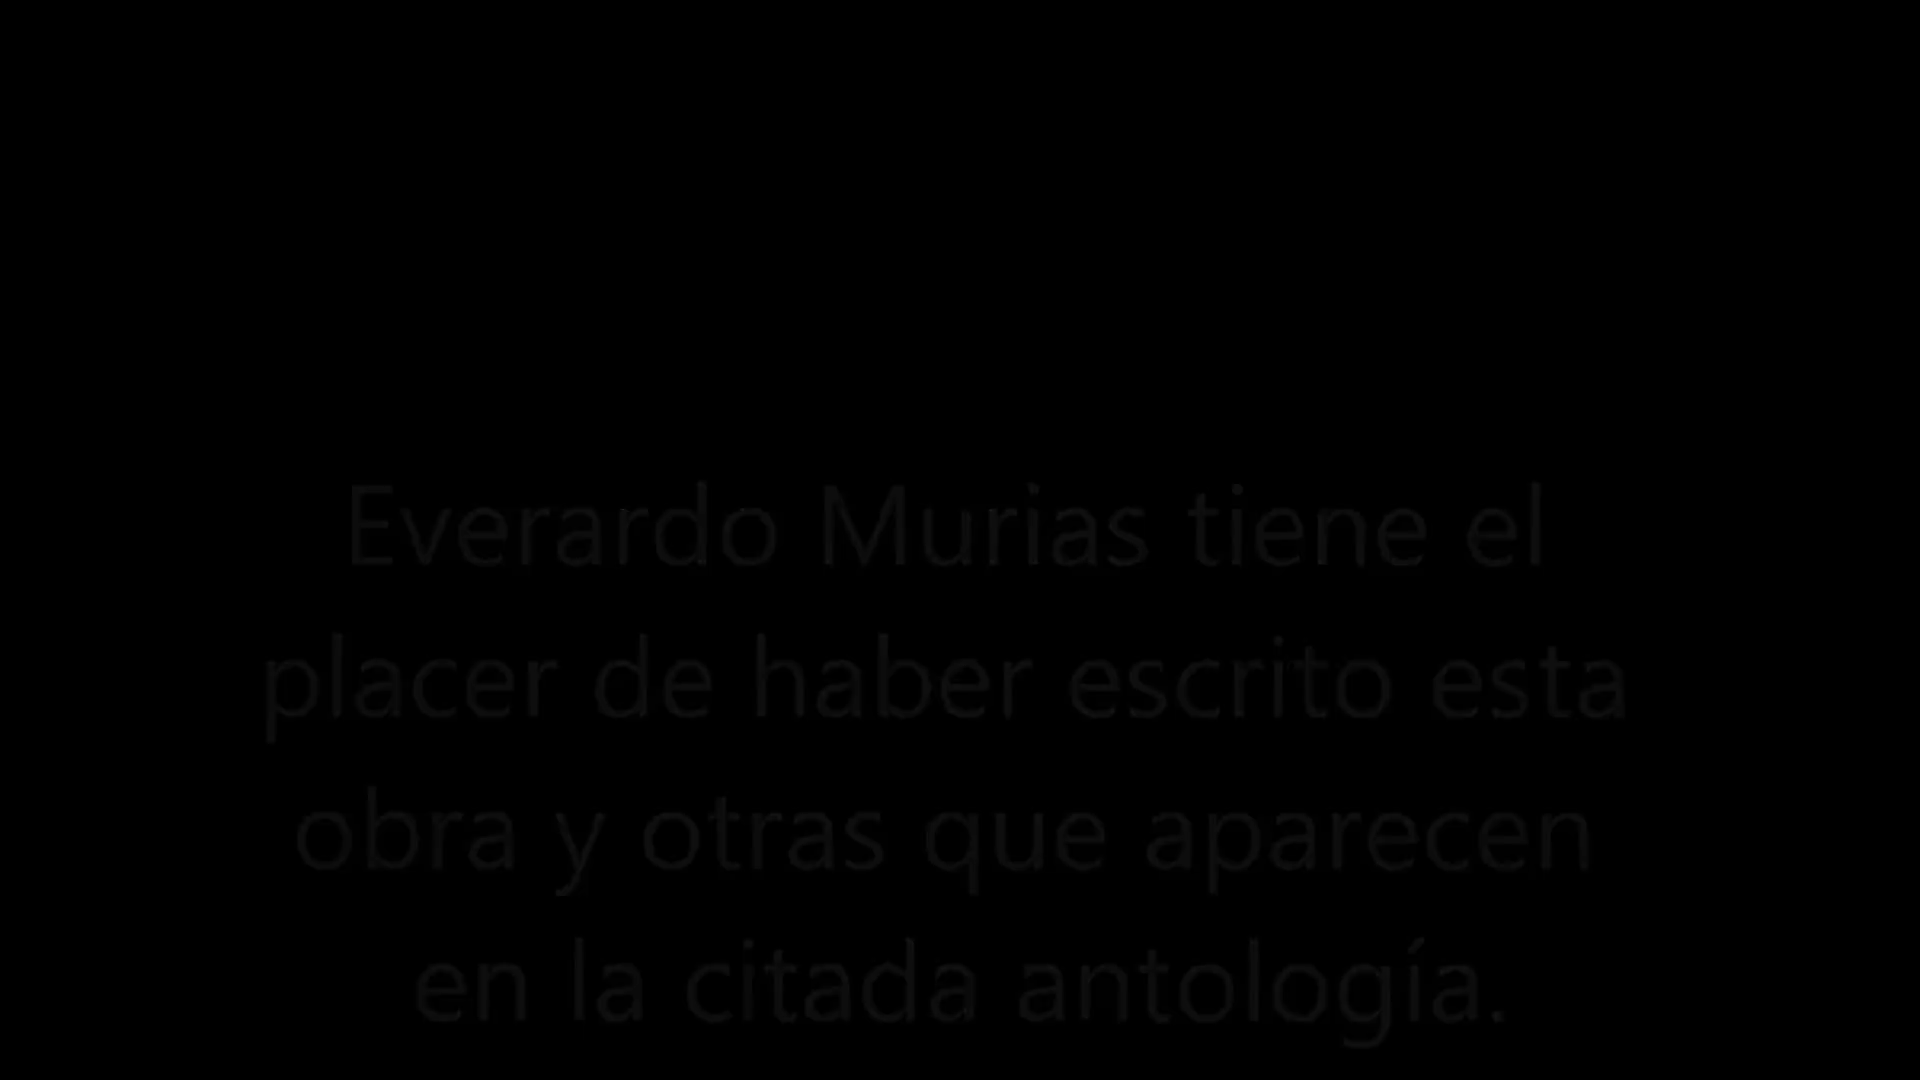 Everardo Murias tiene el
placer de haber escrito esta
obra y otras que aparecen
en la citada antología.